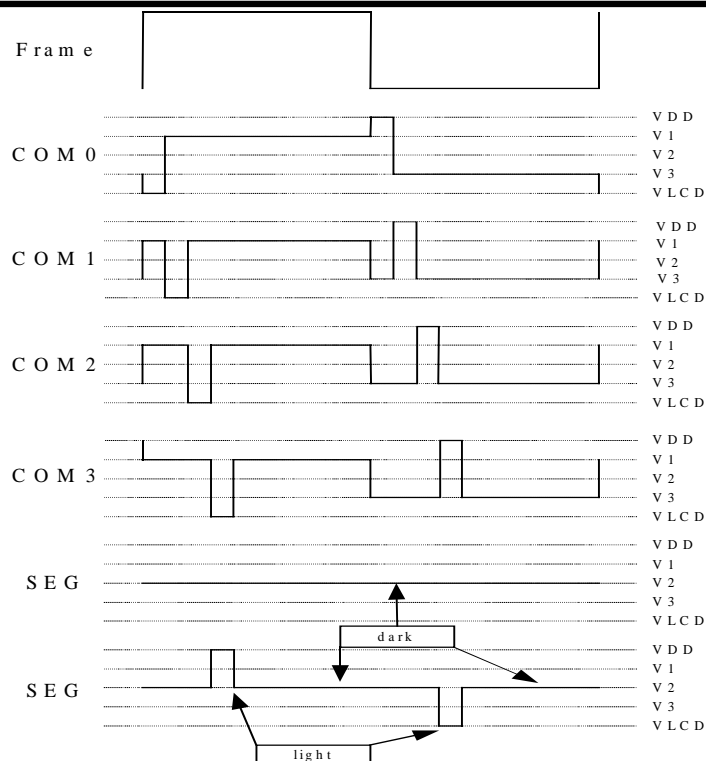 Frame
VDD
V1
COM0
V2
V3
VLCD
VDD
V1
COM1
V2
V3
VLCD
VDD
V1
COM2
V2
V3
VLCD
VDD
V1
COM3
V2
V3
VLCD
VDD
V1
SEG
V2
V3
VLCD
dark
VDD
V1
SEG
V2
V3
VLCD
light